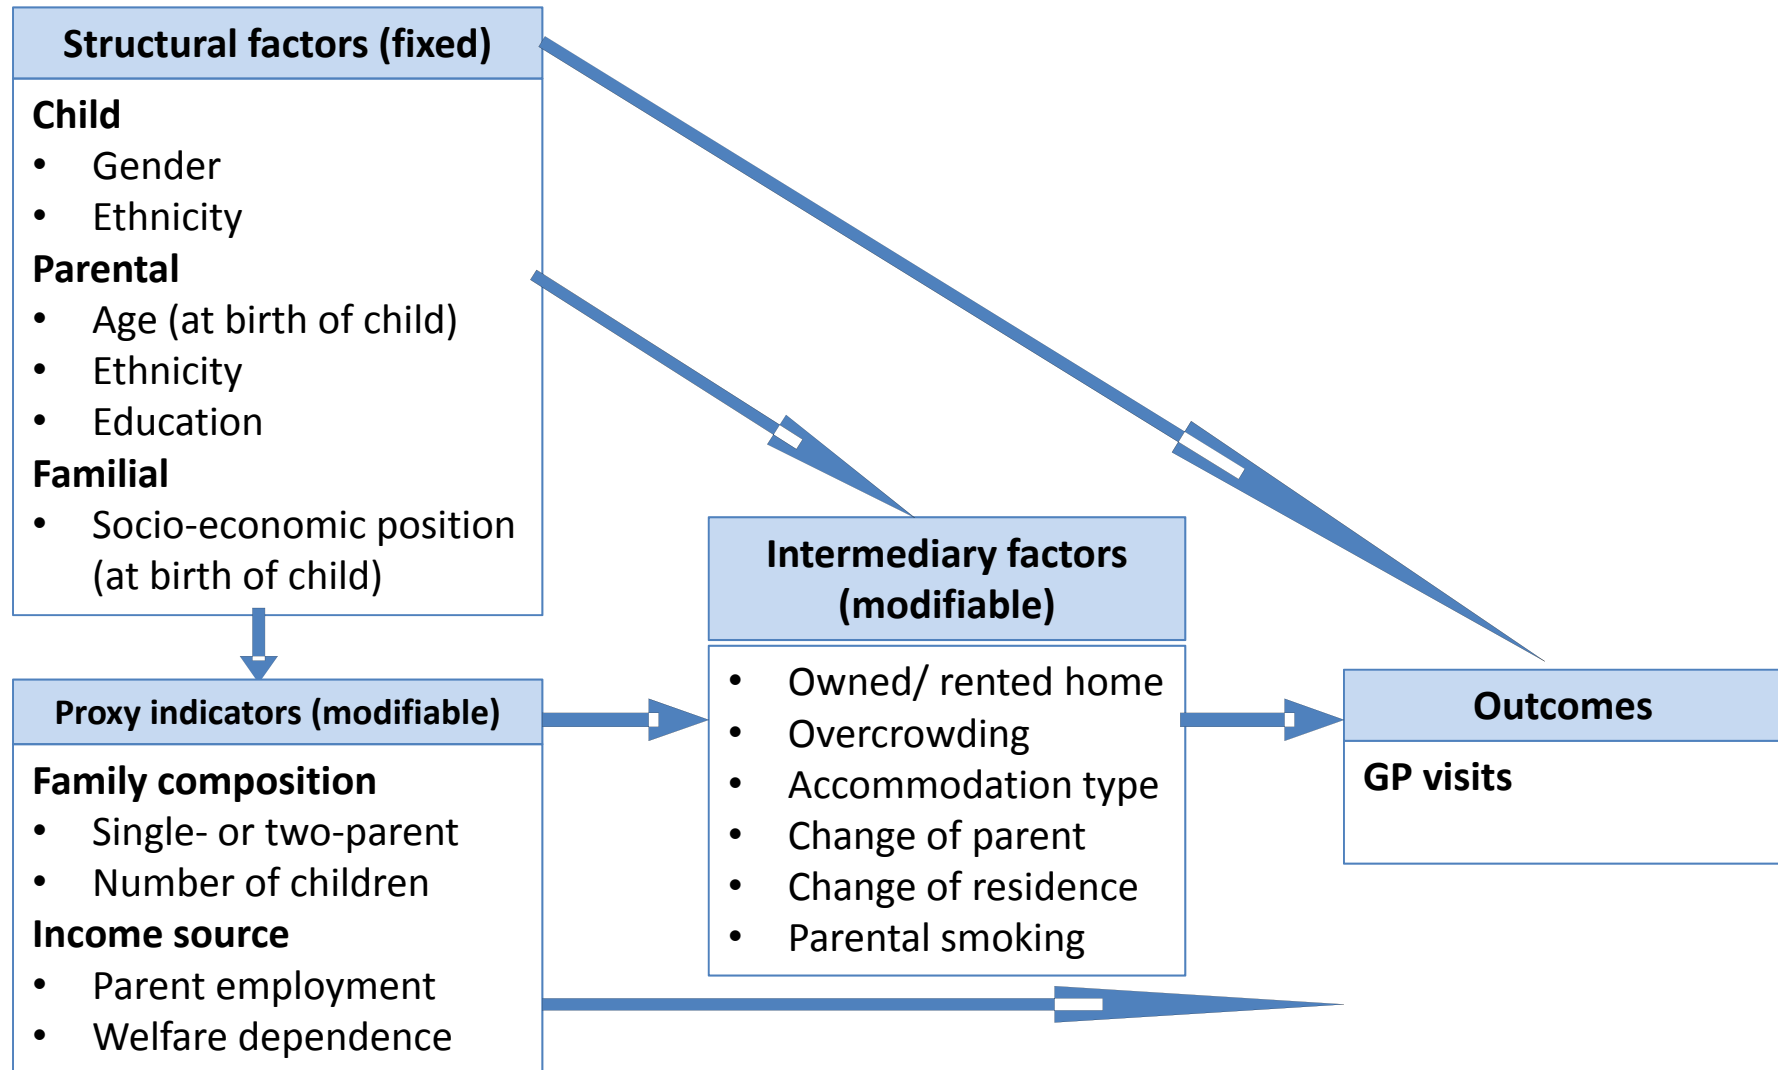 Structural factors (fixed)
Child
• Gender
• Ethnicity
Parental
• Age (at birth of child)
• Ethnicity
• Education
Familial
• Socio-economic position
(at birth of child)
Proxy indicators (modifiable)
Family composition
• Single- or two-parent
• Number of children
Income source
• Parent employment
• Welfare dependence
Intermediary factors
(modifiable)
• Owned/ rented home
• Overcrowding
• Accommodation type
• Change of parent
• Change of residence
• Parental smoking
Outcomes
GP visits